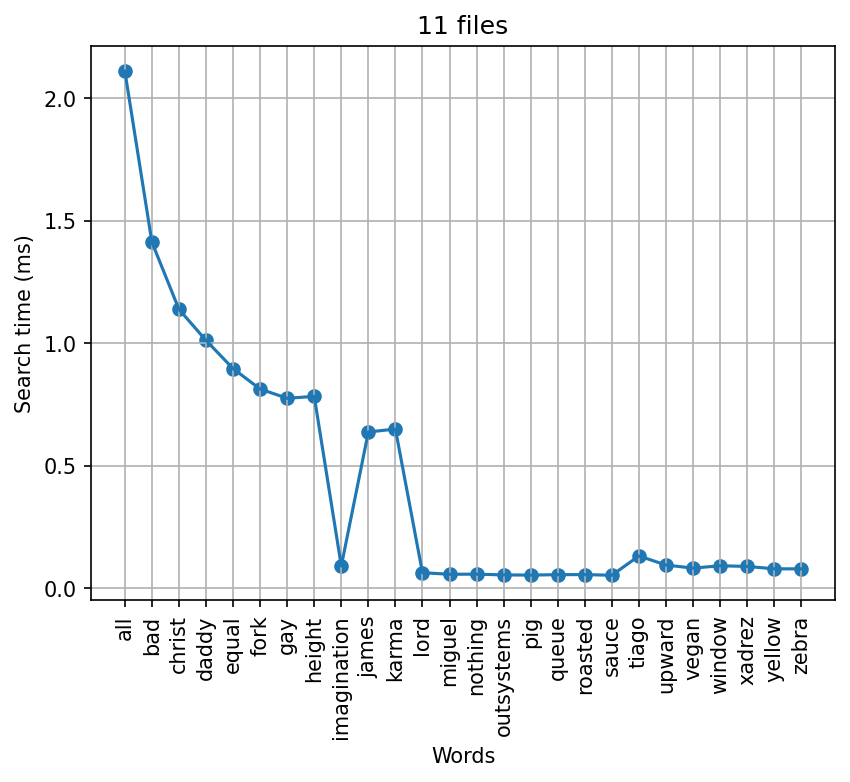 11 files
Search time (ms)
2.0
1.5
1.0
0.5
0.0
all
bad
christ
daddy
equal
fork
gay
height
imagination
james
karma
lord
miguel
nothing
outsystems
pig
queue
roasted
sauce
tiago
upward
vegan
window
xadrez
yellow
zebra
Words